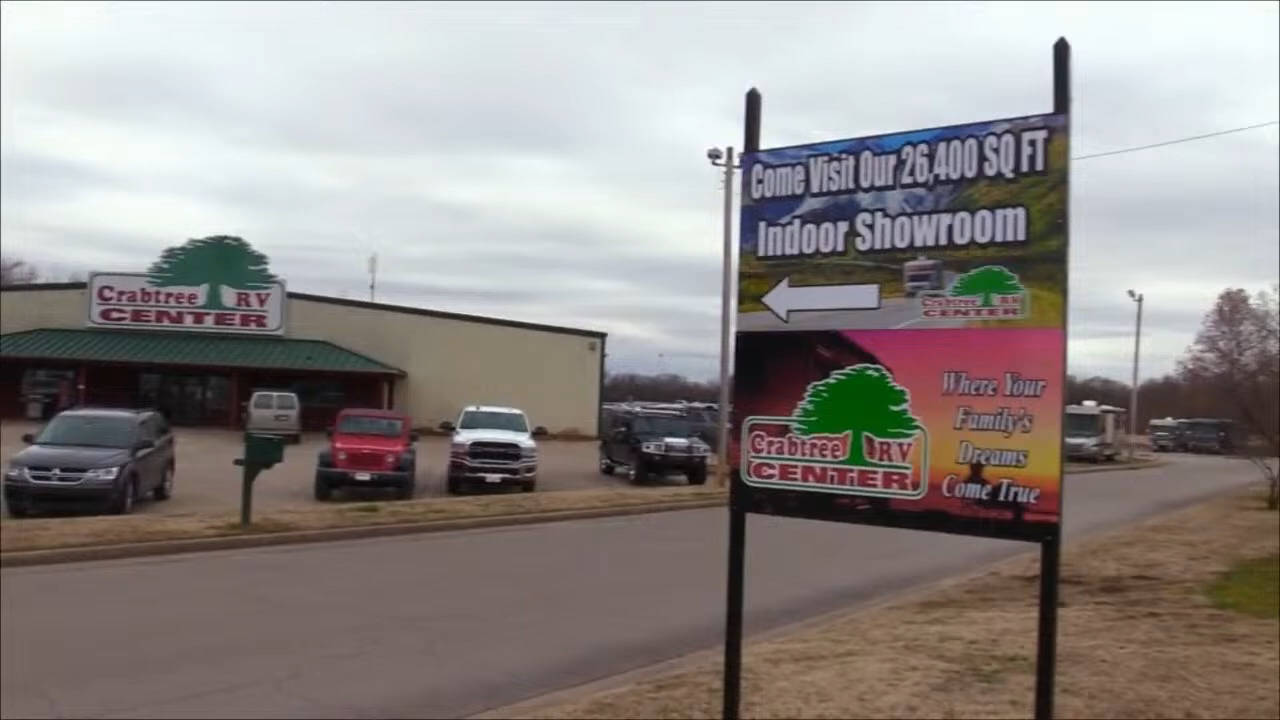 Crabtree RV
CENTER
Come Visit Our 26,400 SQ FT
Indoor Showroom
Crabtree RV
CENTER
Crabtree RV
CENTER
Where Your
Family's
Dreams
Come True